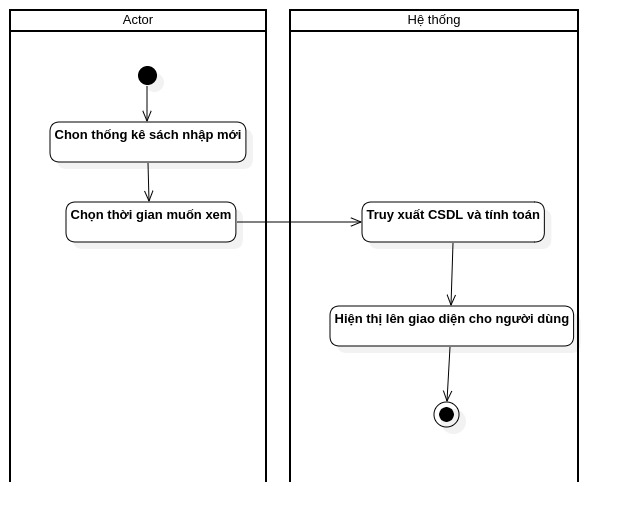 Actor
Hệ thống
Chon thống kê sách nhập mới
Chọn thời gian muốn xem
Truy xuất CSDL và tính toán
Hiện thị lên giao diện cho người dùng